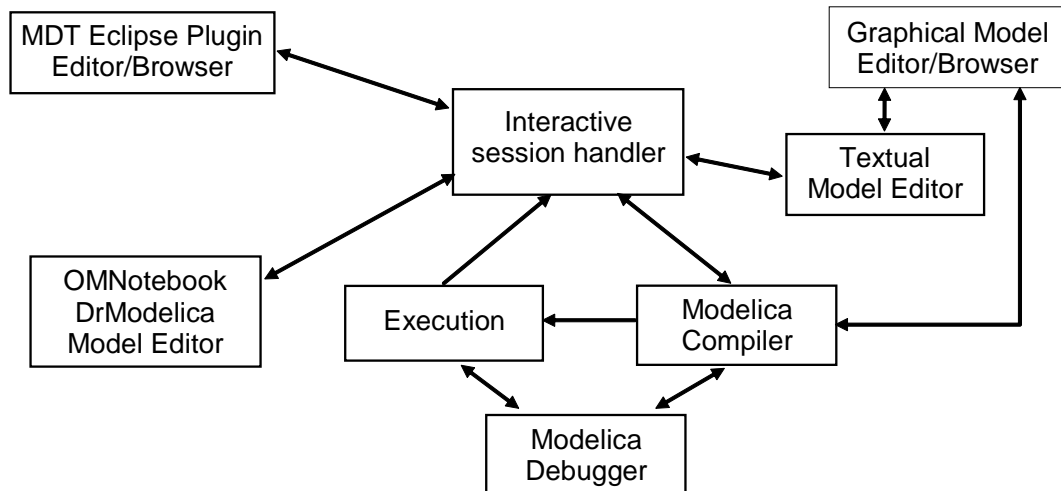 MDT Eclipse Plugin
Editor/Browser
Graphical Model
Editor/Browser
Interactive
session handler
Textual
Model Editor
OMNotebook
DrModelica
Model Editor
Execution
Modelica
Compiler
Modelica
Debugger